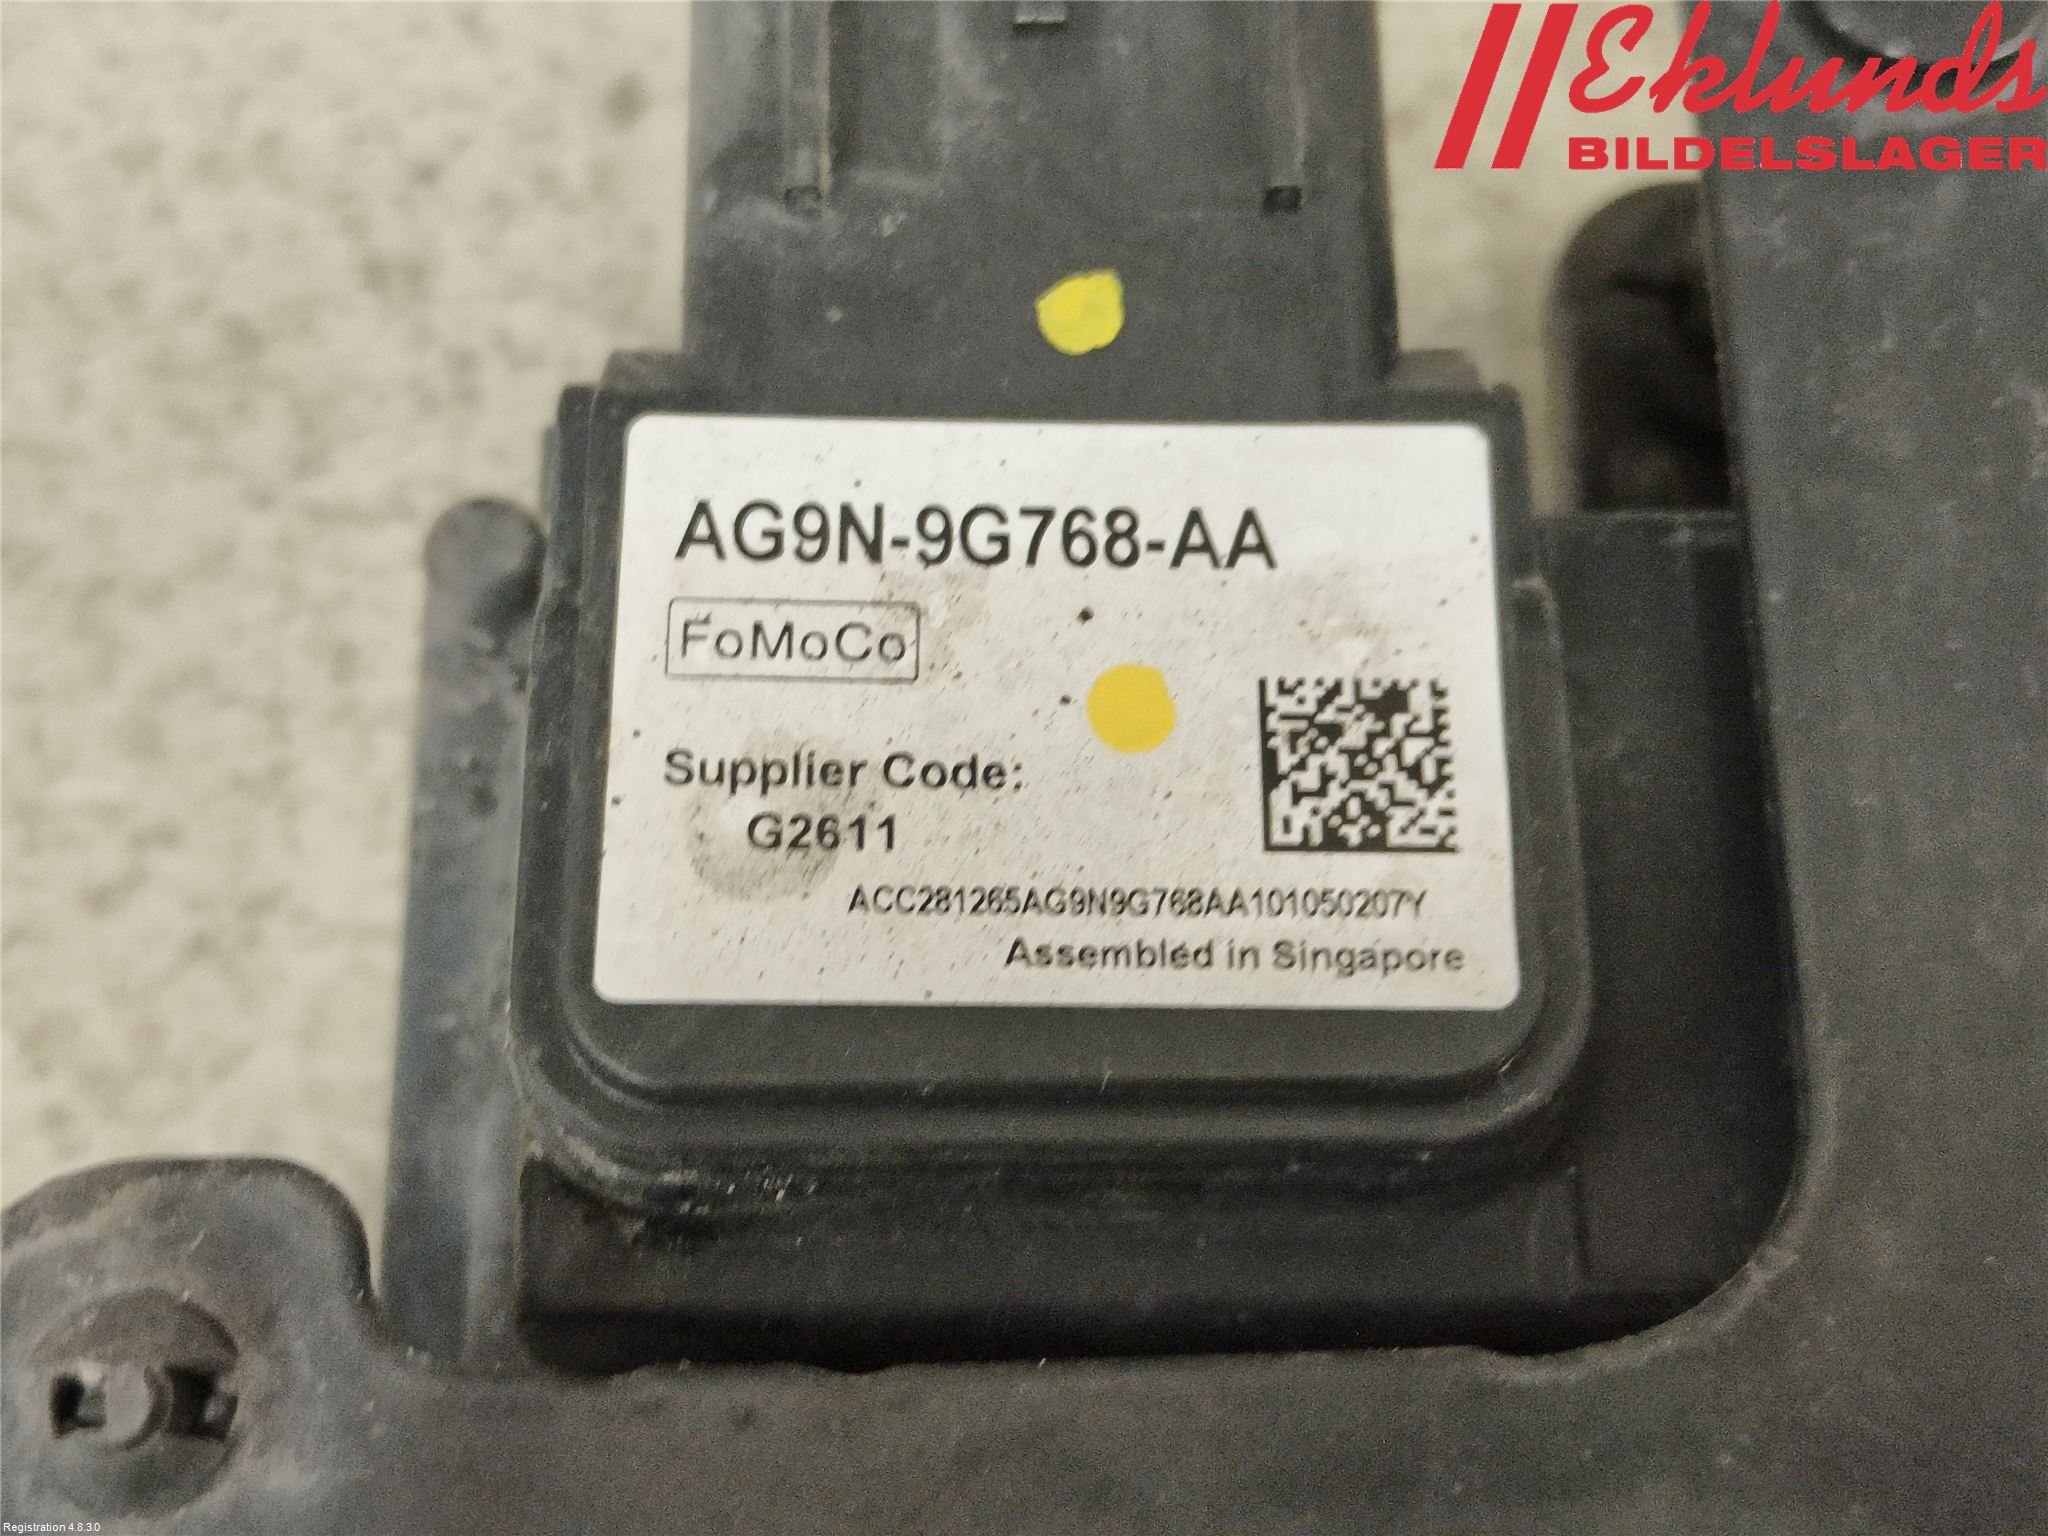 Eklunds
BILDELSLAGER
AG9N-9G768-AA
FoMoCo
Supplier Code:
G2611
ACC281265AG9N9G768AA101050207Y
Assembled in Singapore
Registration 4.8.3.0